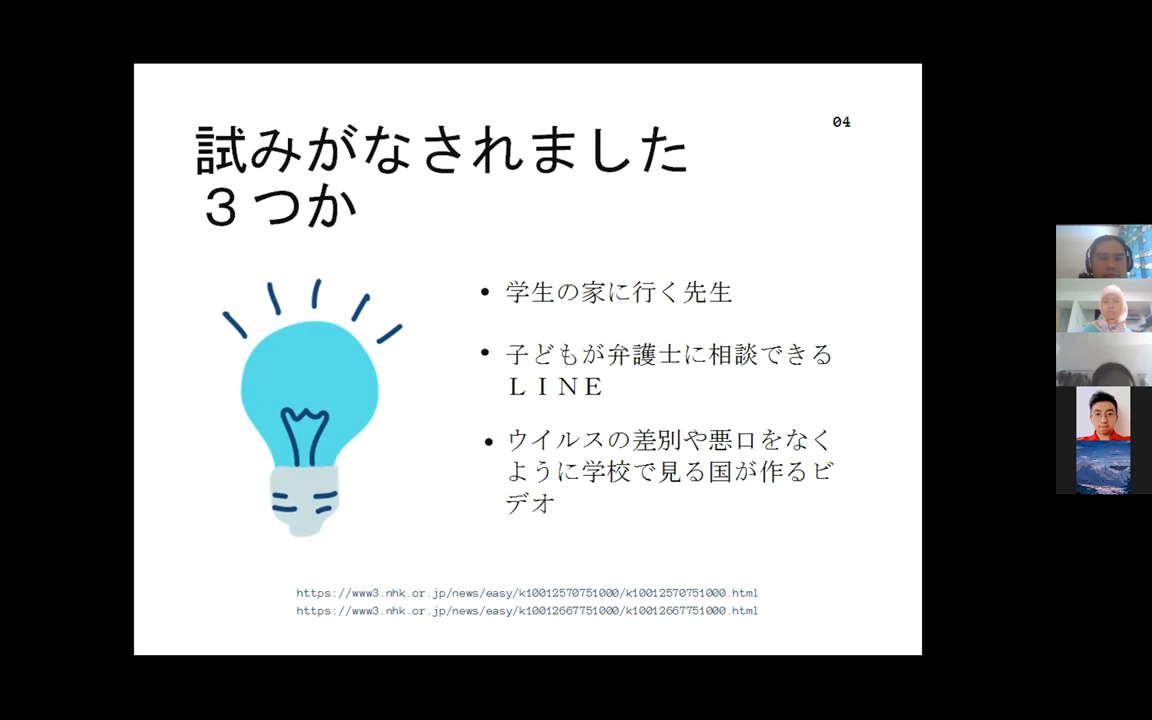 04
試みがなされました
３つか
• 学生の家に行く先生
• 子どもが弁護士に相談できる
ＬＩＮＥ
• ウイルスの差別や悪口をなく
ように学校で見る国が作るビ
デオ
https://www3.nhk.or.jp/news/easy/k10012570751000/k10012570751000.html
https://www3.nhk.or.jp/news/easy/k10012667751000/k10012667751000.html